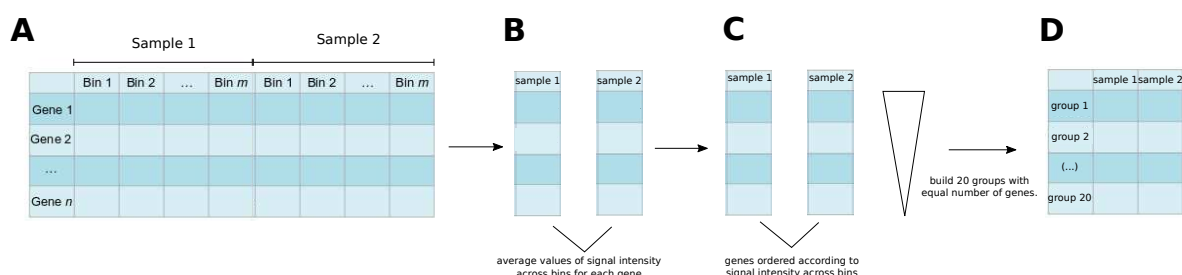 A
B
C
D
Sample 1
Sample 2
Bin 1 Bin 2 ... Bin m Bin 1 Bin 2 ... Bin m
Gene 1
Gene 2
...
Gene n
sample 1 sample 2
average values of signal intensity
across bins for each gene
sample 1 sample 2
genes ordered according to
signal intensity across bins
build 20 groups with
equal number of genes.
sample 1 sample 2
group 1
group 2
(...)
group 20